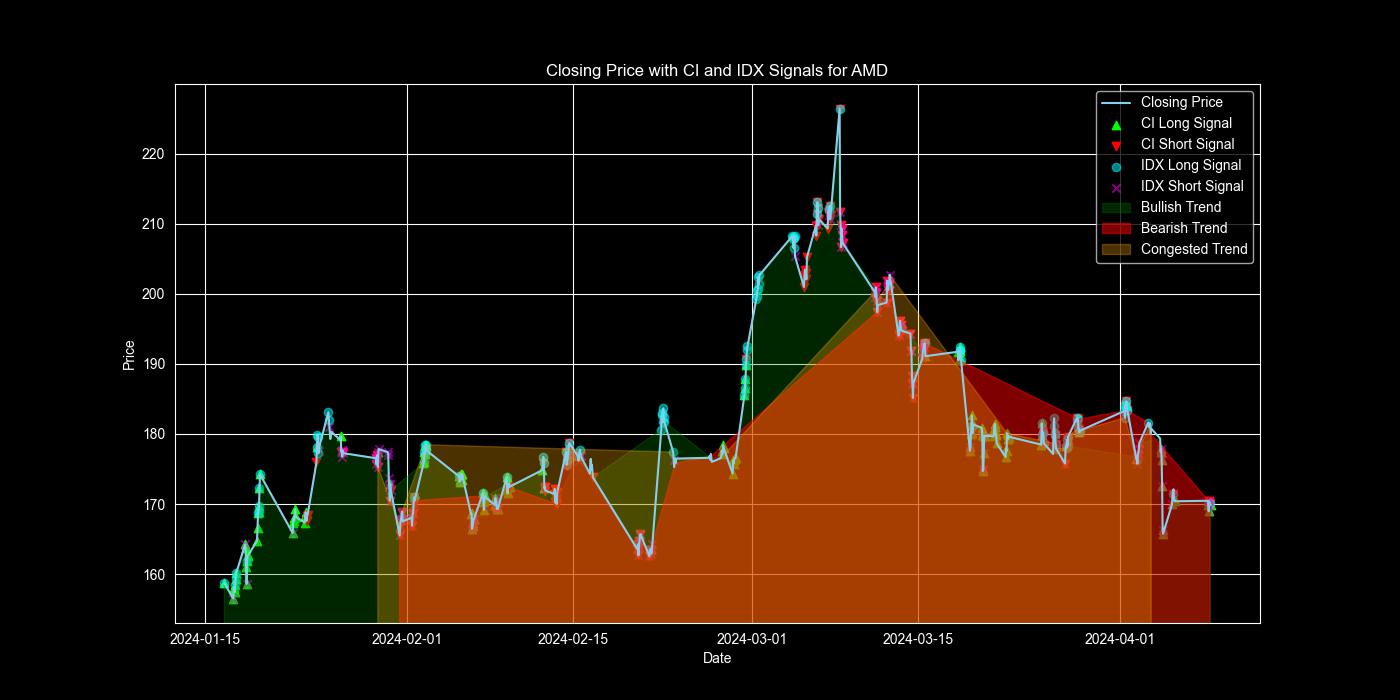 Closing Price with CI and IDX Signals for AMD
Closing Price
CI Long Signal
CI Short Signal
IDX Long Signal
IDX Short Signal
Bullish Trend
Bearish Trend
Congested Trend
Price
220
210
200
190
180
170
160
2024-01-15
2024-02-01
2024-02-15
2024-03-01
2024-03-15
2024-04-01
Date